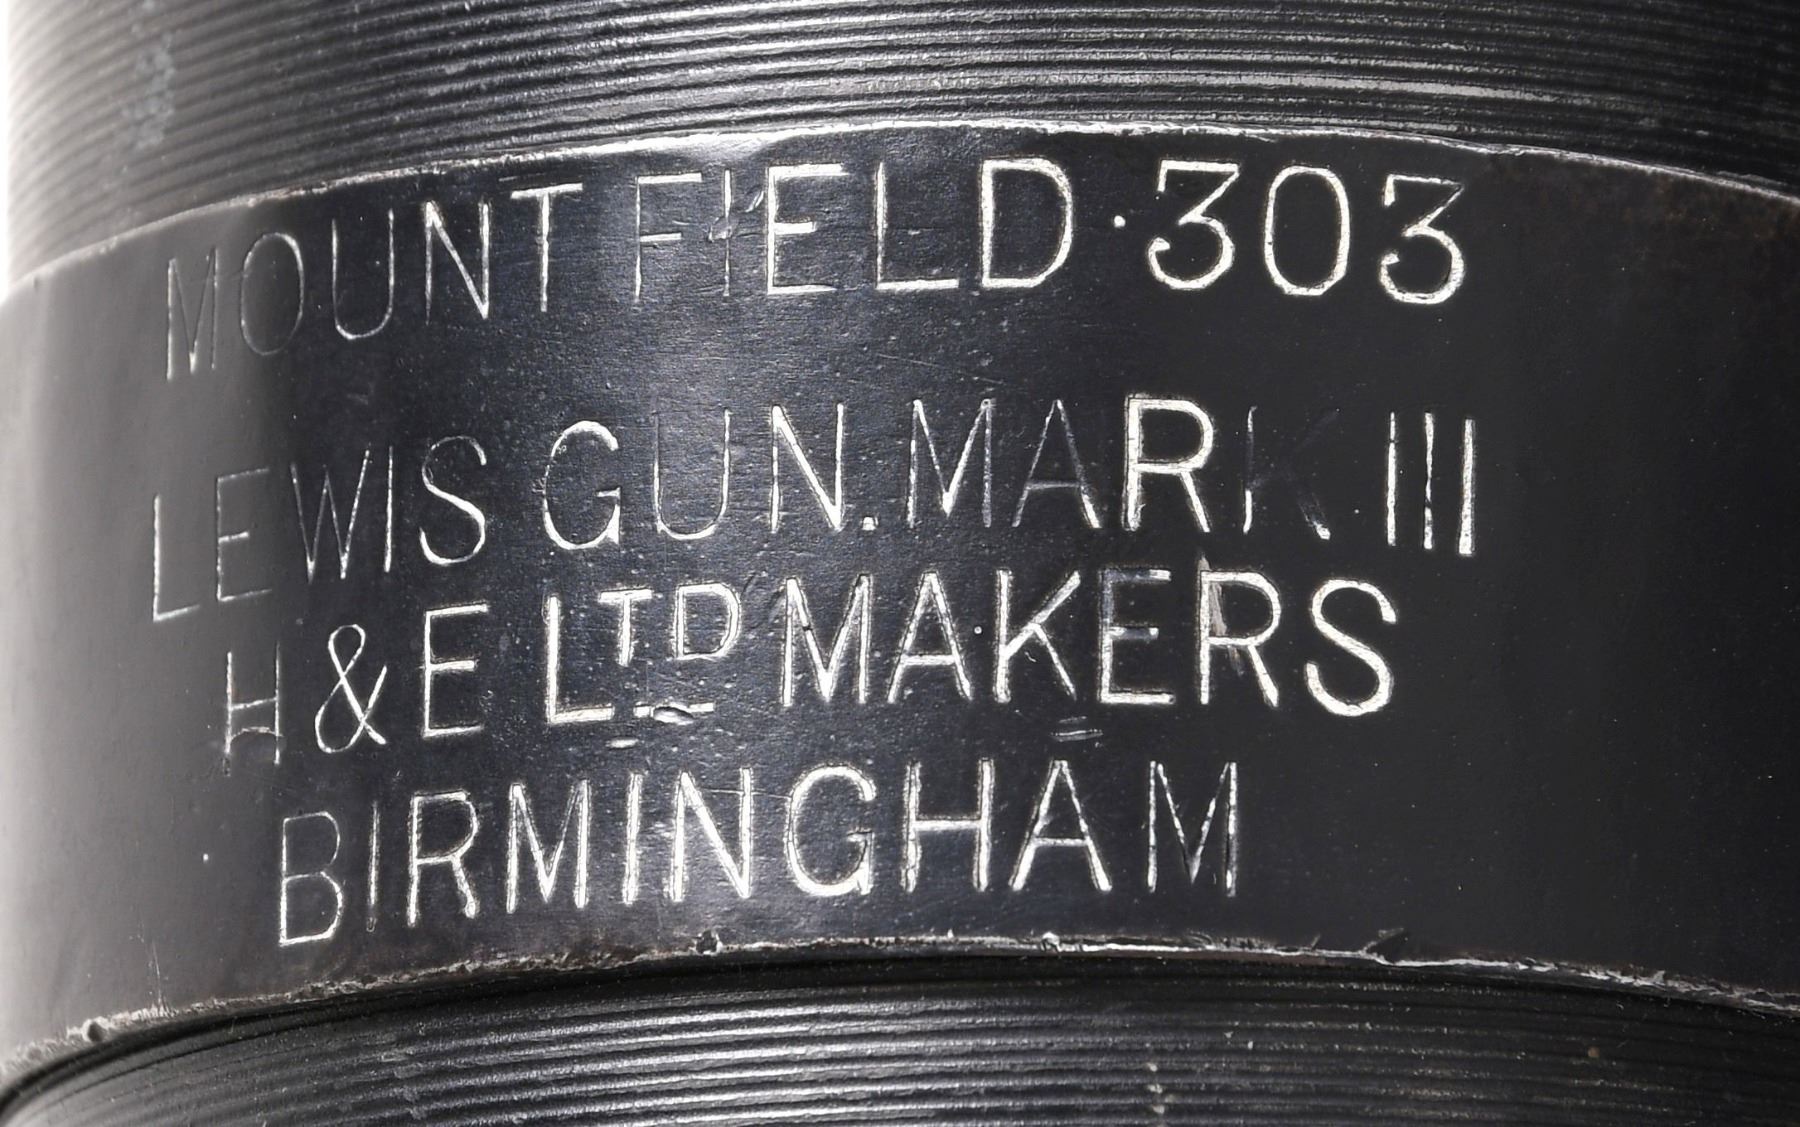 MOUNT FIELD .303
LEWIS GUN. MARK III
H & E LTD MAKERS
BIRMINGHAM